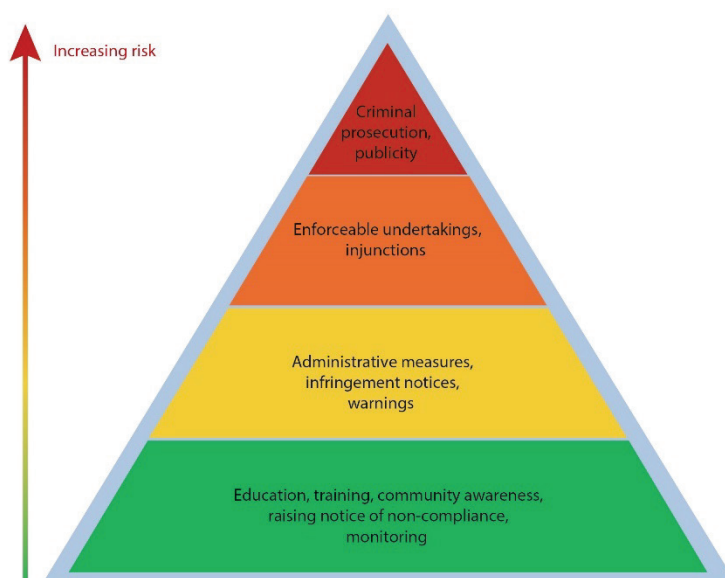 Increasing risk
Criminal
prosecution,
publicity
Enforceable undertakings,
injunctions
Administrative measures,
infringement notices,
warnings
Education, training, community awareness,
raising notice of non-compliance,
monitoring